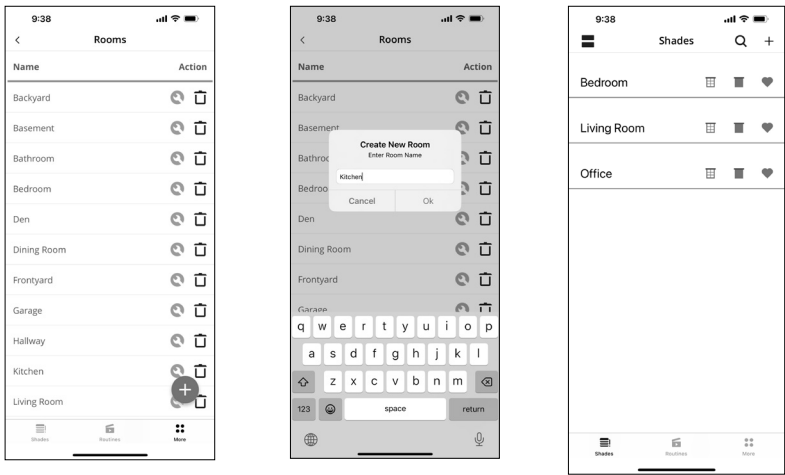 9:38
Rooms
Name Action
Backyard
Basement
Bathroom
Bedroom
Den
Dining Room
Frontyard
Garage
Hallway
Kitchen
Living Room
Shades Routines More
9:38
Rooms
Name Action
Backyard
Basement
Bathroo
Bedroo
Den
Dining Room
Frontyard
Garage
Create New Room
Enter Room Name
Kitchen
Cancel Ok
q w e r t y u i o p
a s d f g h j k l
z x c v b n m
123 space return
9:38
Shades
Bedroom
Living Room
Office
Shades Routines More